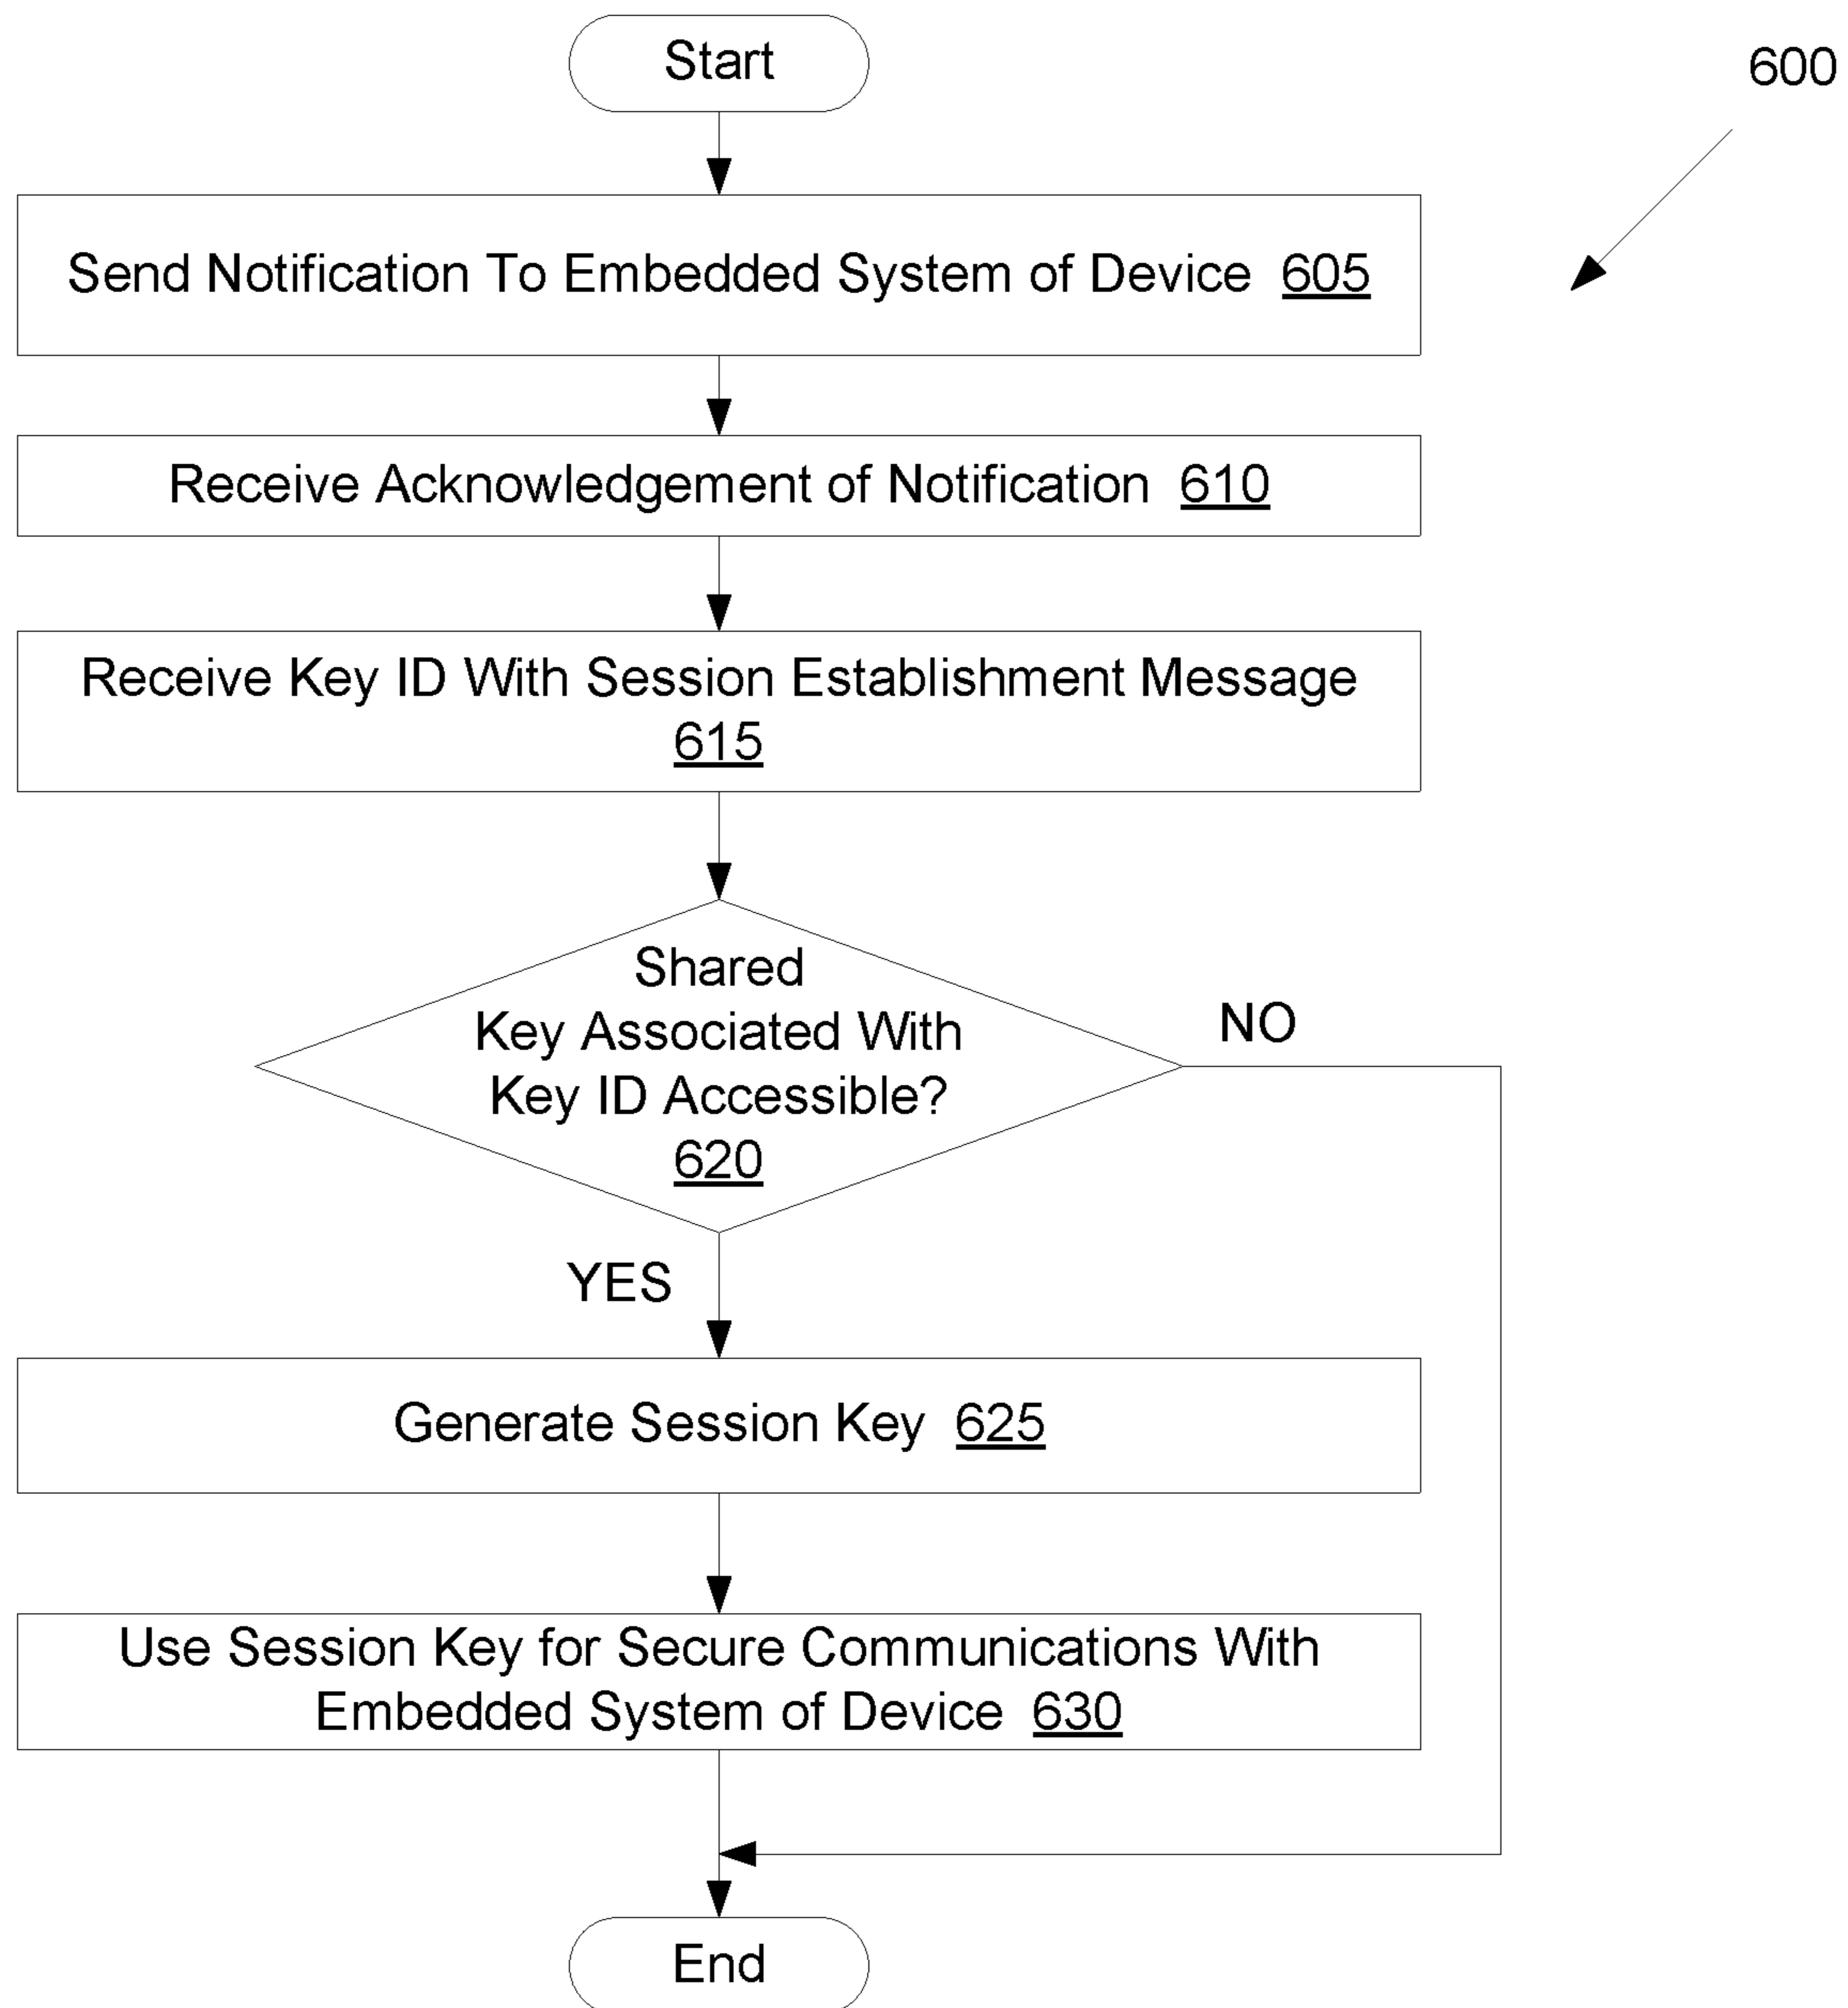 Start
600
Send Notification To Embedded System of Device 605
Receive Acknowledgement of Notification 610
Receive Key ID With Session Establishment Message
615
Shared
Key Associated With
Key ID Accessible?
620
NO
YES
Generate Session Key 625
Use Session Key for Secure Communications With
Embedded System of Device 630
End